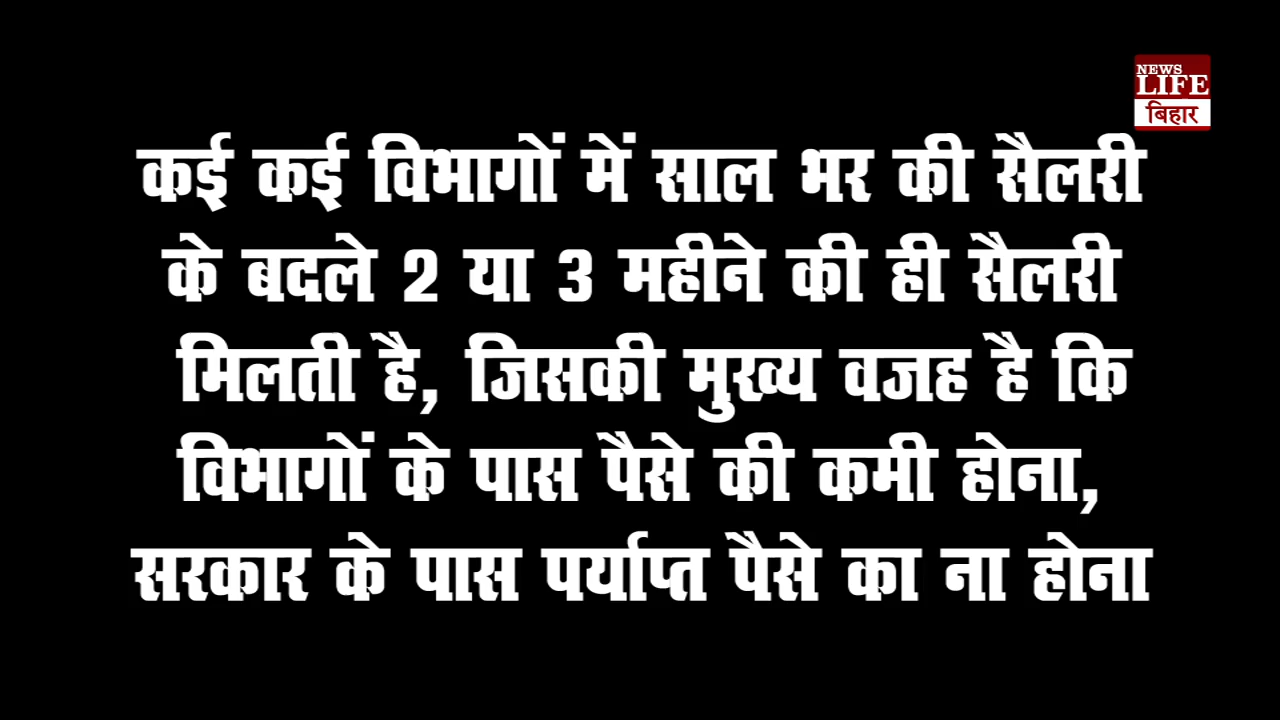 NEWS
LIFE
बिहार
कई कई विभागों में साल भर की सैलरी
के बदले 2 या 3 महीने की ही सैलरी
मिलती है, जिसकी मुख्य वजह है कि
विभागों के पास पैसे की कमी होना,
सरकार के पास पर्याप्त पैसे का ना होना